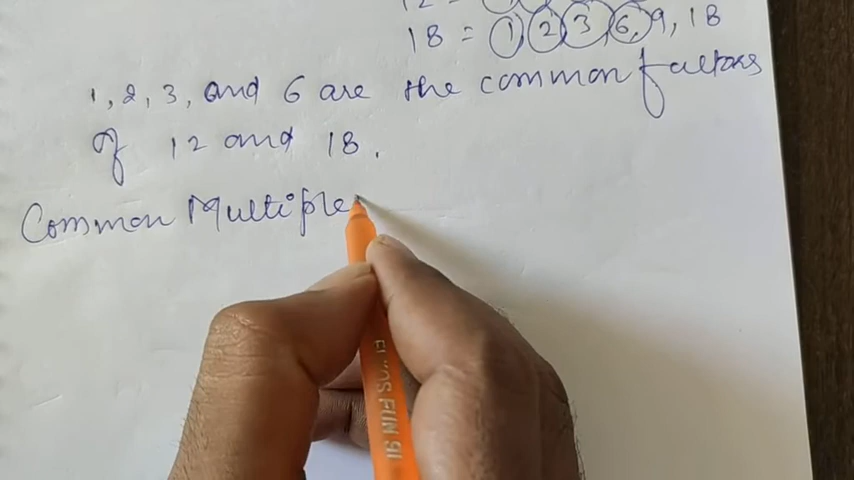 12 =
18 = 1, 2, 3, 6, 9, 18
1, 2, 3, and 6 are the common factors
of 12 and 18.
Common Multiple